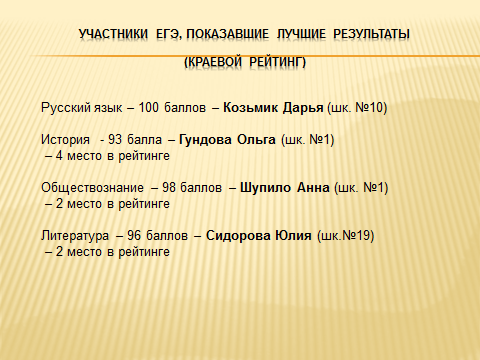 УЧАСТНИКИ ЕГЭ, ПОКАЗАВШИЕ ЛУЧШИЕ РЕЗУЛЬТАТЫ
(КРАЕВОЙ РЕЙТИНГ)
Русский язык – 100 баллов – Козьмик Дарья (шк. №10)
История - 93 балла – Гундова Ольга (шк. №1)
– 4 место в рейтинге
Обществознание – 98 баллов – Шупило Анна (шк. №1)
– 2 место в рейтинге
Литература – 96 баллов – Сидорова Юлия (шк.№19)
– 2 место в рейтинге